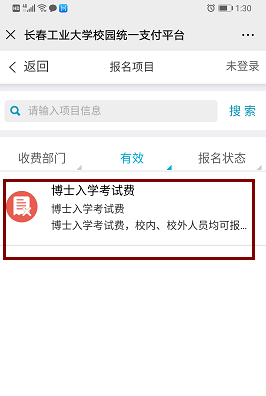 1:30
长春工业大学校园统一支付平台
返回 报名项目 未登录
请输入项目信息 搜 索
收费部门 有效 报名状态
博士入学考试费
博士入学考试费
博士入学考试费，校内、校外人员均可报...